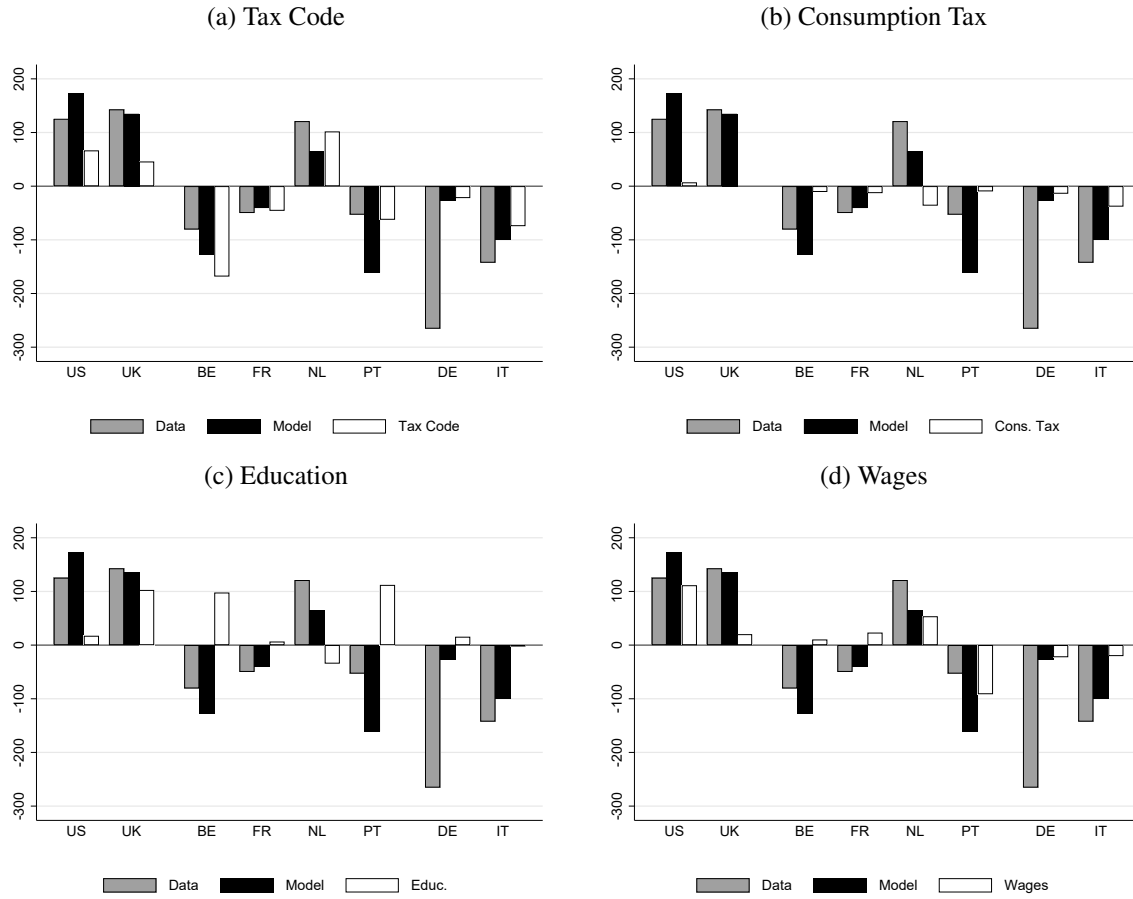 (a) Tax Code
200
100
0
-100
-200
-300
US UK BE FR NL PT DE IT
Data Model Tax Code
(b) Consumption Tax
200
100
0
-100
-200
-300
US UK BE FR NL PT DE IT
Data Model Cons. Tax
(c) Education
200
100
0
-100
-200
-300
US UK BE FR NL PT DE IT
Data Model Educ.
(d) Wages
200
100
0
-100
-200
-300
US UK BE FR NL PT DE IT
Data Model Wages